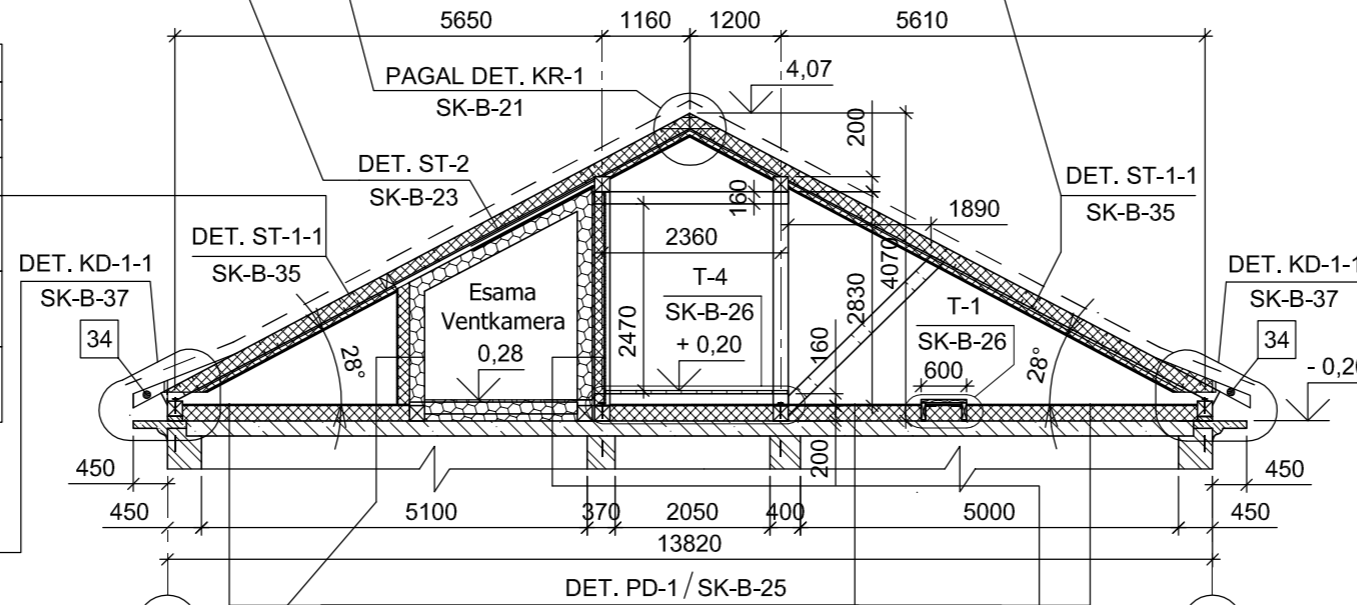 5650 1160 1200 5610
PAGAL DET. KR-1
SK-B-21
4,07
200
DET. ST-2
SK-B-23
160
DET. ST-1-1
SK-B-35
1890
DET. ST-1-1
SK-B-35
2360
4070
DET. KD-1-1
SK-B-37
34
Esama
Ventkamera
0,28
T-4
SK-B-26
+ 0,20
2470
2830
160
T-1
SK-B-26
600
DET. KD-1-1
SK-B-37
34
28°
28°
200
450
450
450 5100 370 2050 400 5000 450
13820
DET. PD-1 / SK-B-25